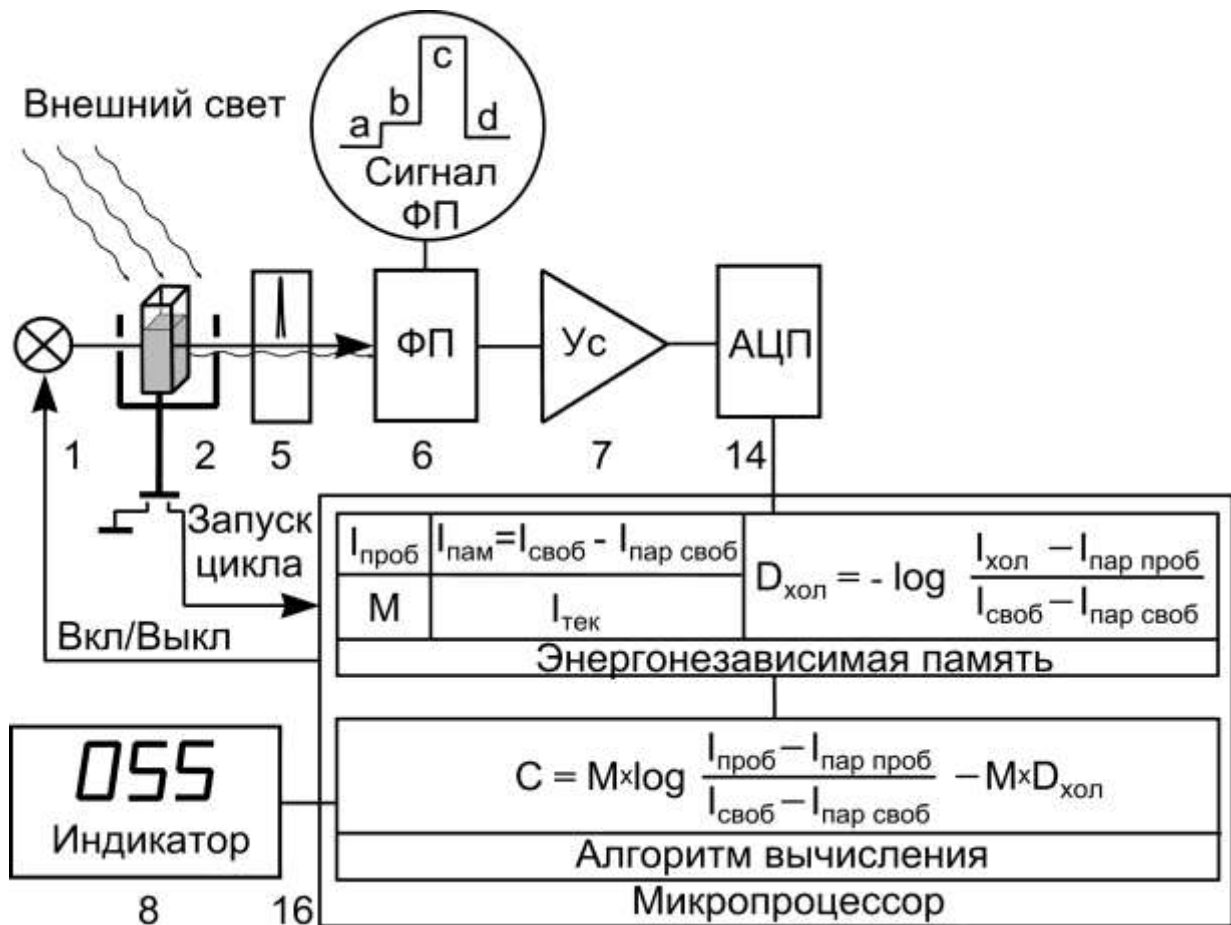 Внешний свет
a b c d
Сигнал
ФП
ФП
Ус
АЦП
1 2 5 6 7 14
Запуск
цикла
Вкл/Выкл
Iпроб
Iпам=Iсвоб - Iпар своб
M
Iтек
Dхол = - log (Iхол – Iпар проб) / (Iсвоб – Iпар своб)
Энергонезависимая память
C = M×log (Iпроб – Iпар проб) / (Iсвоб – Iпар своб) – M×Dхол
Алгоритм вычисления
Микропроцессор
055
Индикатор
8 16